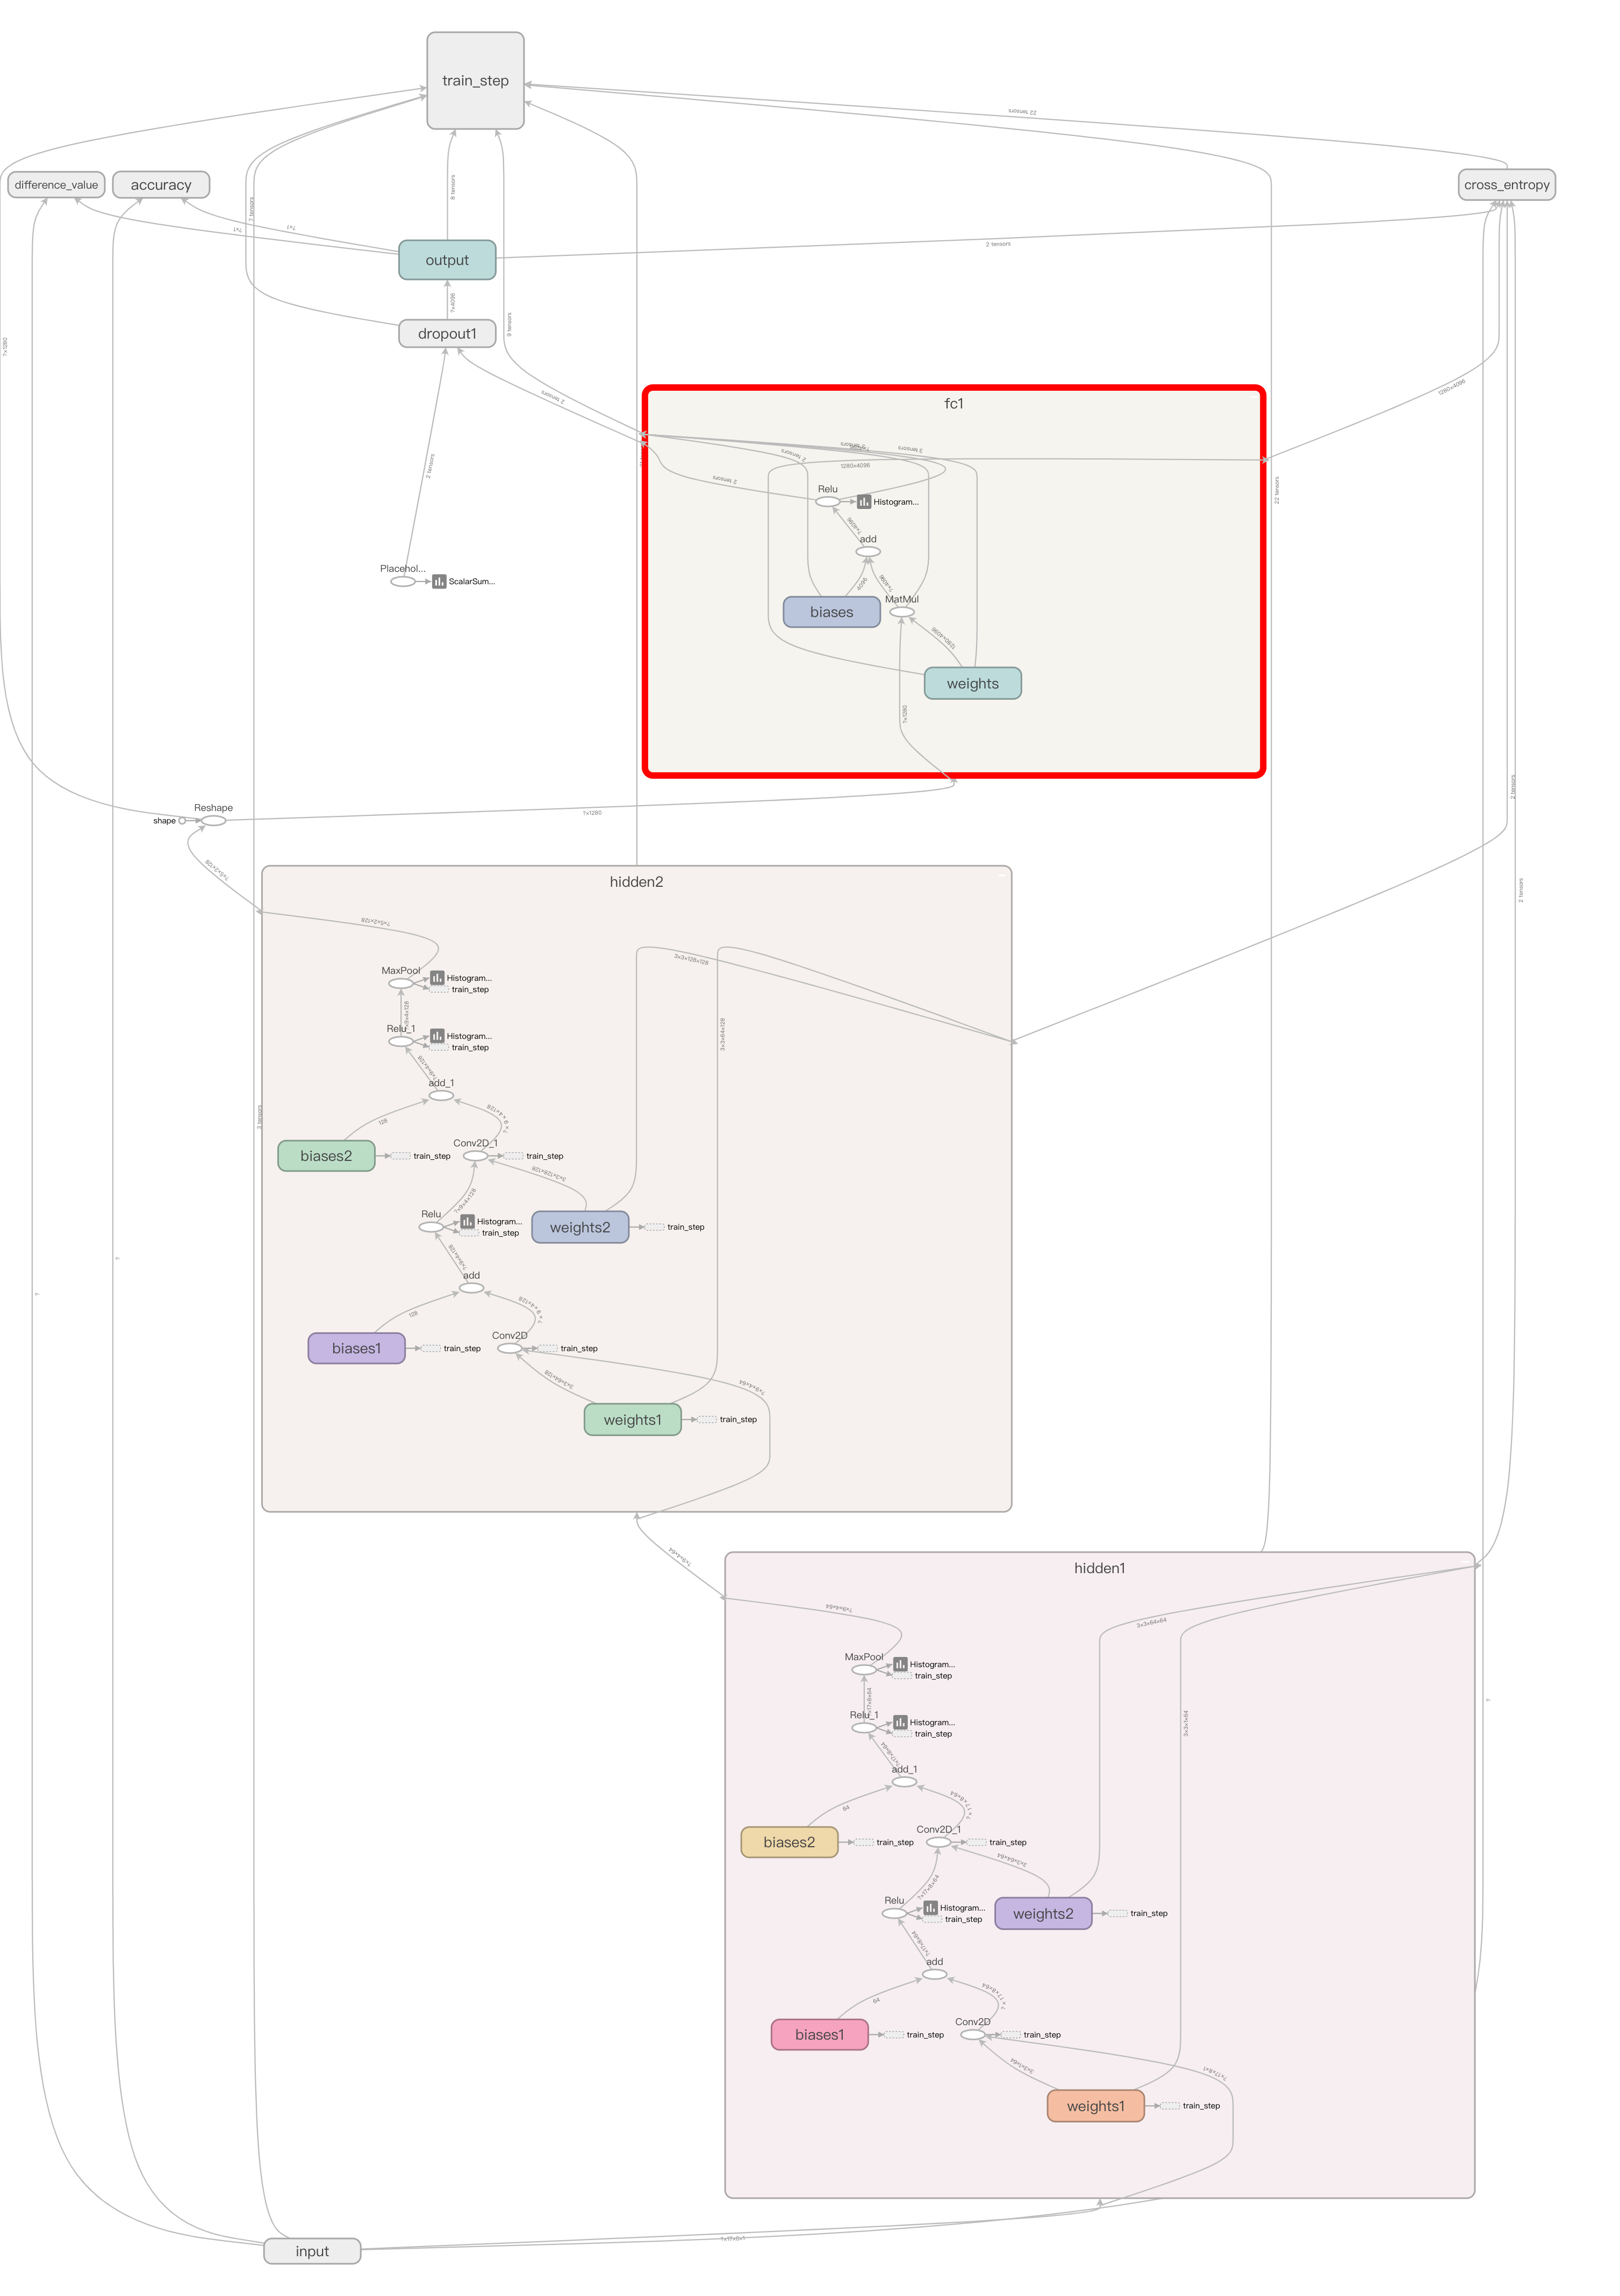 train_step
22 tensors
difference_value
accuracy
cross_entropy
8 tensors
7 tensors
?×1
?×1
2 tensors
output
?×4096
9 tensors
dropout1
?×1280
2 tensors
1280×4096
fc1
2 tensors
3 tensors
2 tensors
1280×4096
2 tensors
Relu
Histogram...
22 tensors
?×4096
add
2 tensors
Placehol...
ScalarSum...
4096
?×4096
MatMul
biases
1280×4096
weights
?×1280
2 tensors
Reshape
shape
?×1280
?×5×2×128
hidden2
2 tensors
?×5×2×128
3×3×128×128
MaxPool
Histogram...
train_step
?×9×4×128
Relu_1
Histogram...
train_step
3×3×64×128
?×9×4×128
add_1
3 tensors
128
?×9×4×128
biases2
train_step
Conv2D_1
train_step
3×3×128×128
?×9×4×128
Relu
Histogram...
train_step
weights2
train_step
?×9×4×128
add
128
?×9×4×128
biases1
train_step
Conv2D
train_step
3×3×64×128
?×9×4×64
weights1
train_step
?×9×4×64
hidden1
?×9×4×64
3×3×64×64
MaxPool
Histogram...
train_step
?×17×8×64
Relu_1
Histogram...
train_step
3×3×1×64
?×17×8×64
add_1
64
?×17×8×64
biases2
train_step
Conv2D_1
train_step
3×3×64×64
?×17×8×64
Relu
Histogram...
train_step
weights2
train_step
?×17×8×64
add
64
?×17×8×64
biases1
train_step
Conv2D
train_step
3×3×1×64
?×17×8×1
weights1
train_step
input
?×17×8×1